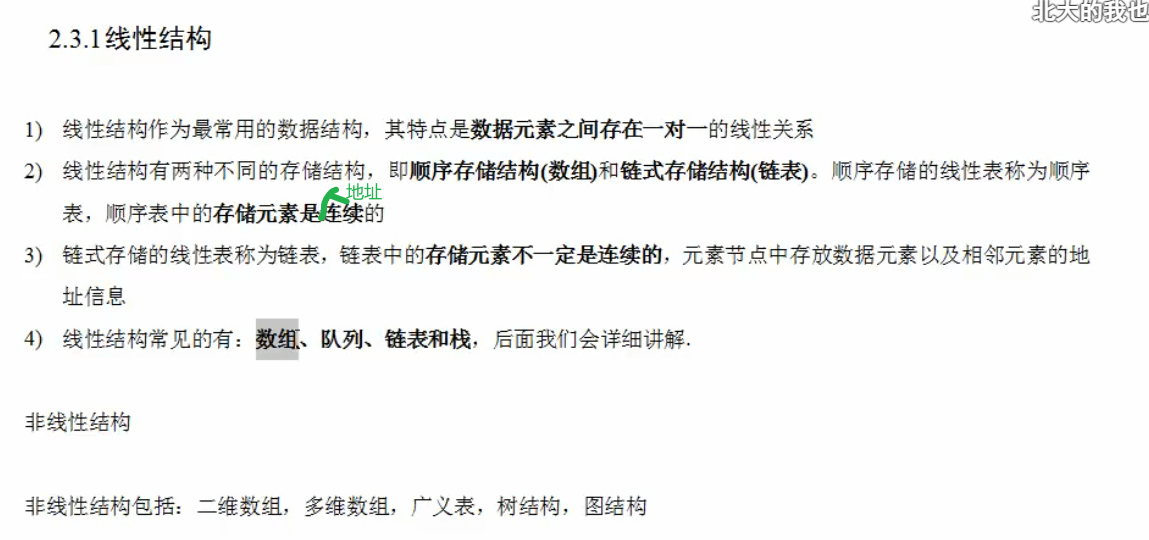 北大的我也
2.3.1线性结构
1) 线性结构作为最常用的数据结构，其特点是数据元素之间存在一对一的线性关系
2) 线性结构有两种不同的存储结构，即顺序存储结构(数组)和链式存储结构(链表)。顺序存储的线性表称为顺序
地址
表，顺序表中的存储元素是连续的
3) 链式存储的线性表称为链表，链表中的存储元素不一定是连续的，元素节点中存放数据元素以及相邻元素的地
址信息
4) 线性结构常见的有：数组、队列、链表和栈，后面我们会详细讲解.
非线性结构
非线性结构包括：二维数组，多维数组，广义表，树结构，图结构